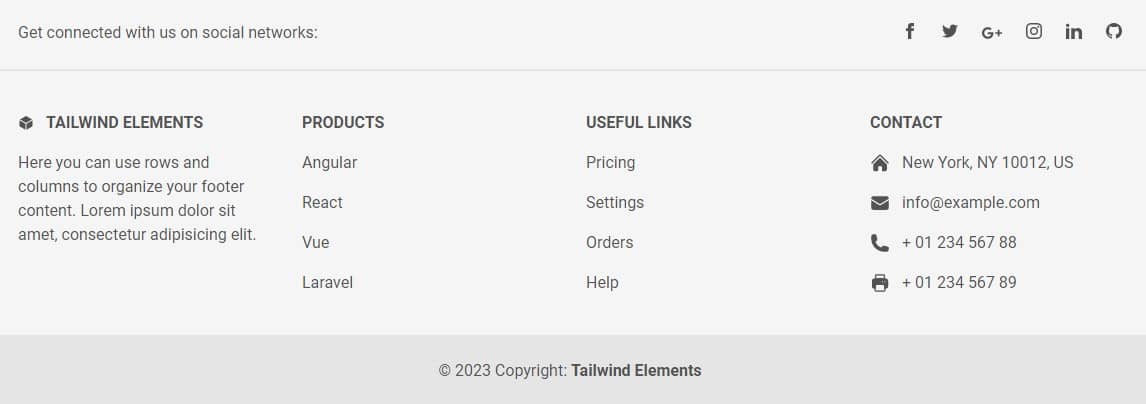 Get connected with us on social networks:
TAILWIND ELEMENTS
Here you can use rows and
columns to organize your footer
content. Lorem ipsum dolor sit
amet, consectetur adipisicing elit.
PRODUCTS
Angular
React
Vue
Laravel
USEFUL LINKS
Pricing
Settings
Orders
Help
CONTACT
New York, NY 10012, US
info@example.com
+ 01 234 567 88
+ 01 234 567 89
© 2023 Copyright: Tailwind Elements